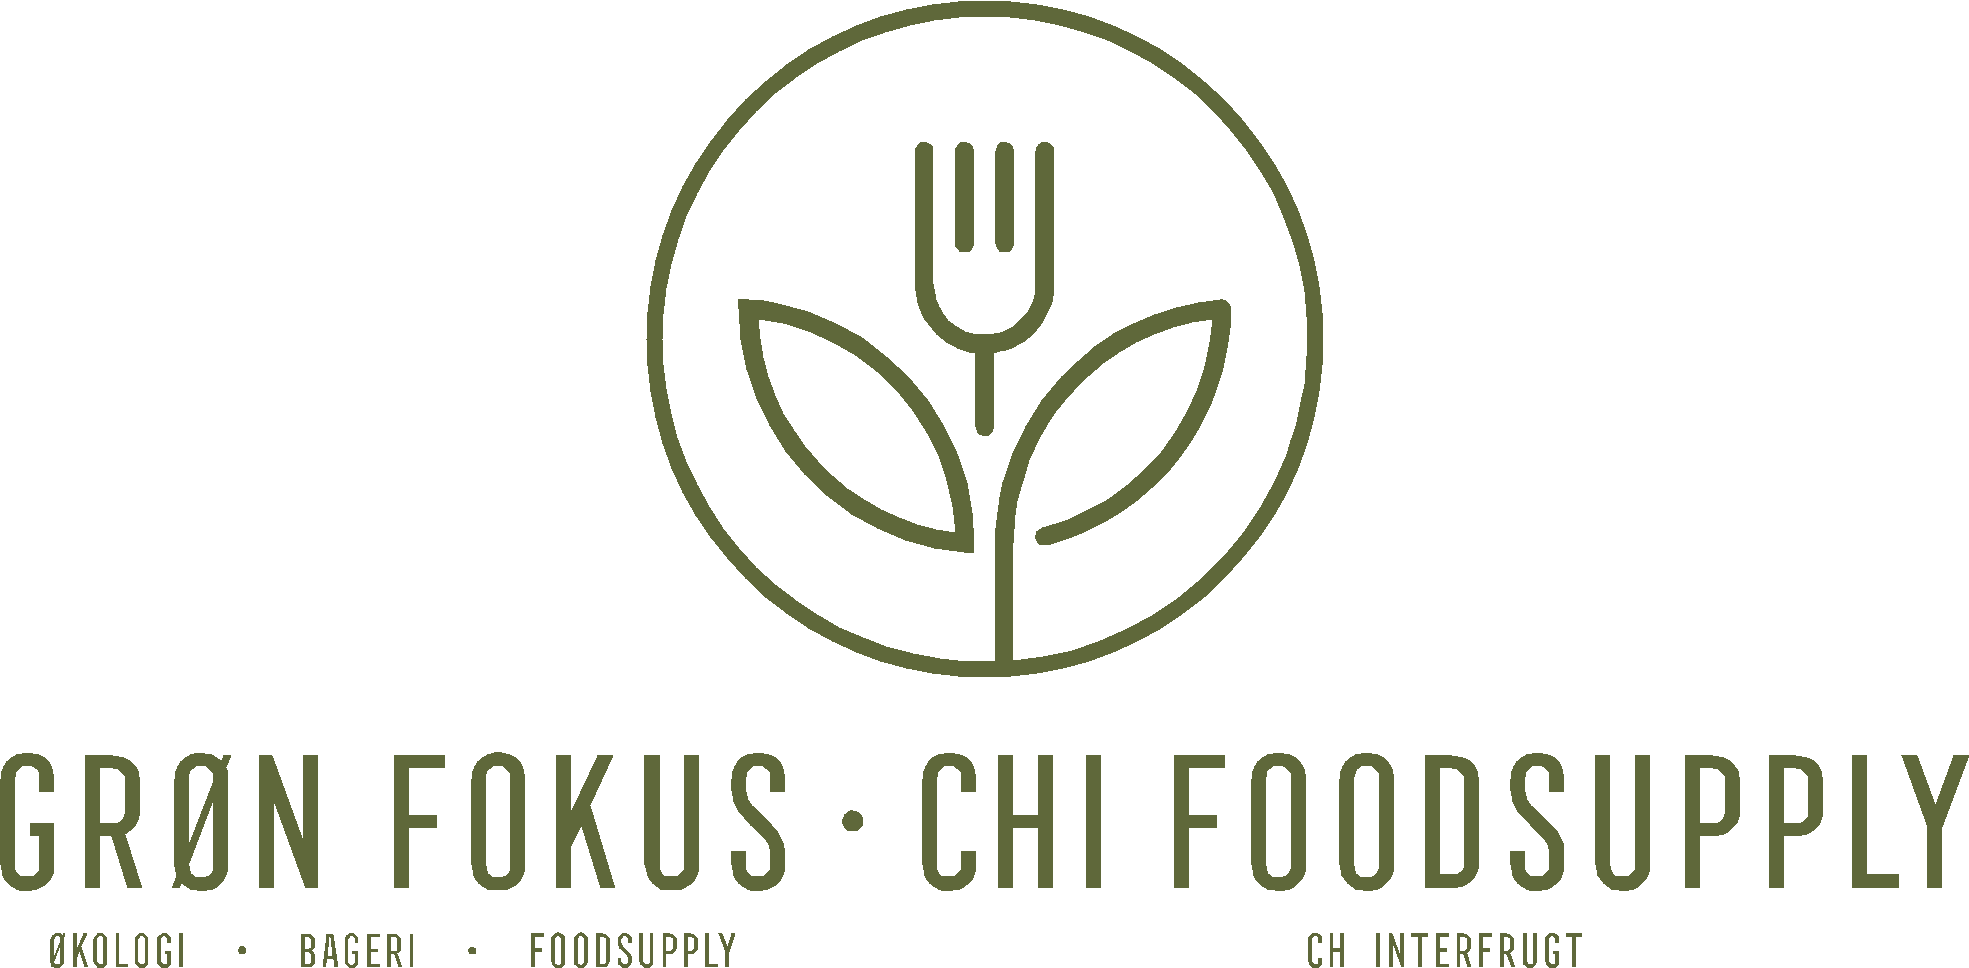 GRØN FOKUS · CHI FOODSUPPLY
ØKOLOGI · BAGERI · FOODSUPPLY CH INTERFRUGT